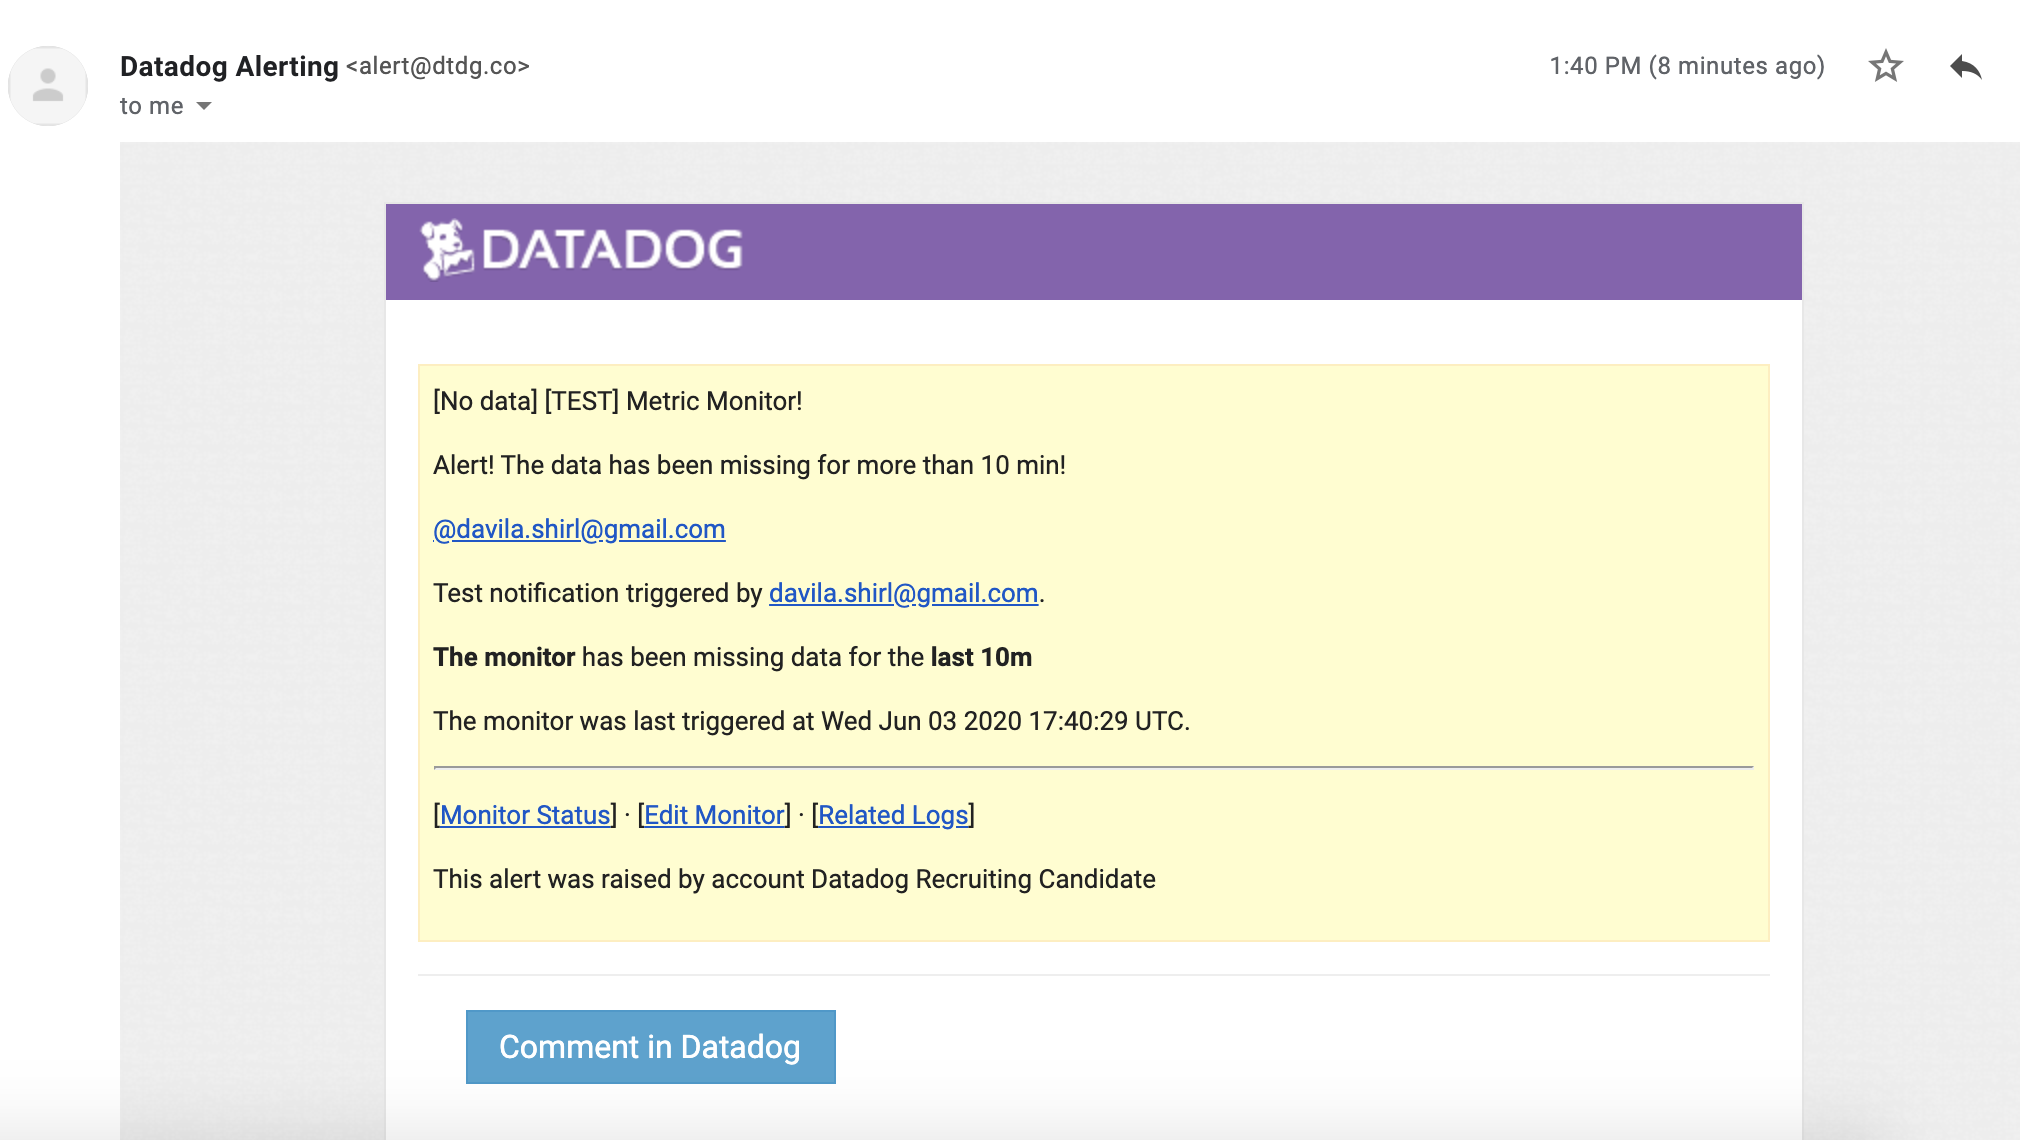 Datadog Alerting <alert@dtdg.co>
1:40 PM (8 minutes ago)
to me
DATADOG
[No data] [TEST] Metric Monitor!
Alert! The data has been missing for more than 10 min!
@davila.shirl@gmail.com
Test notification triggered by davila.shirl@gmail.com.
The monitor has been missing data for the last 10m
The monitor was last triggered at Wed Jun 03 2020 17:40:29 UTC.
[Monitor Status] · [Edit Monitor] · [Related Logs]
This alert was raised by account Datadog Recruiting Candidate
Comment in Datadog